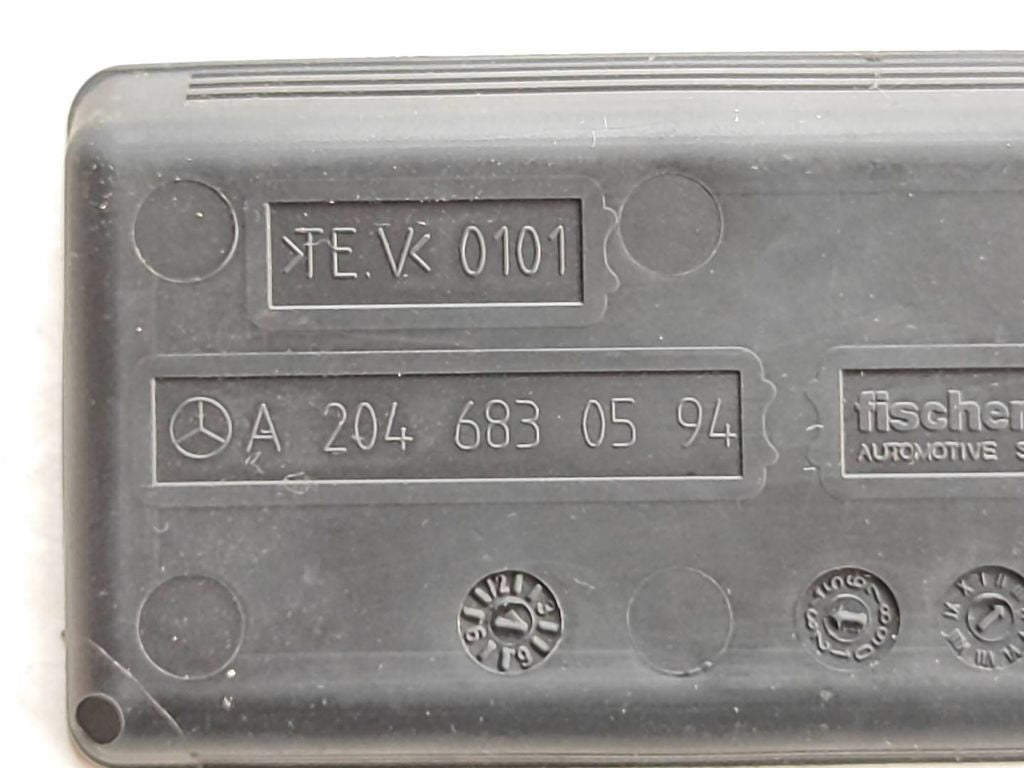 >TE.V< 0101
A 204 683 05 94
fischer
AUTOMOTIVE S